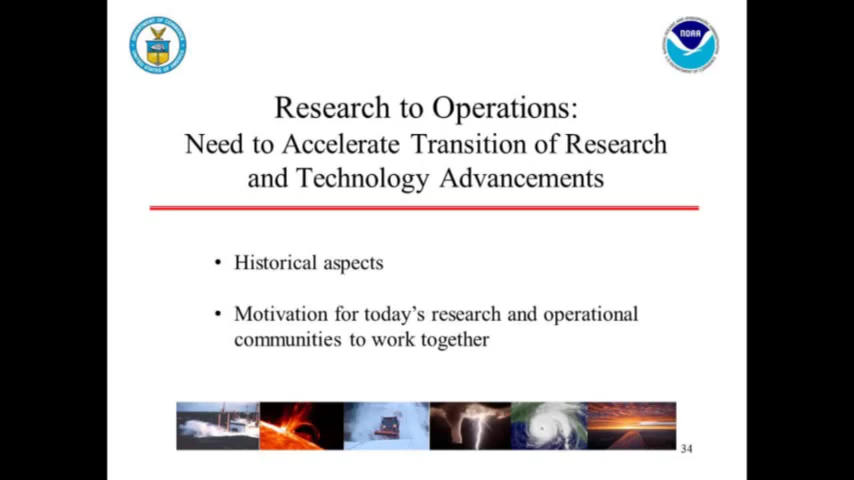 NOAA
Research to Operations:
Need to Accelerate Transition of Research
and Technology Advancements
• Historical aspects
• Motivation for today's research and operational
communities to work together
34